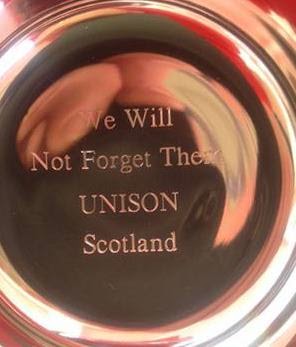 We Will
Not Forget Them
UNISON
Scotland